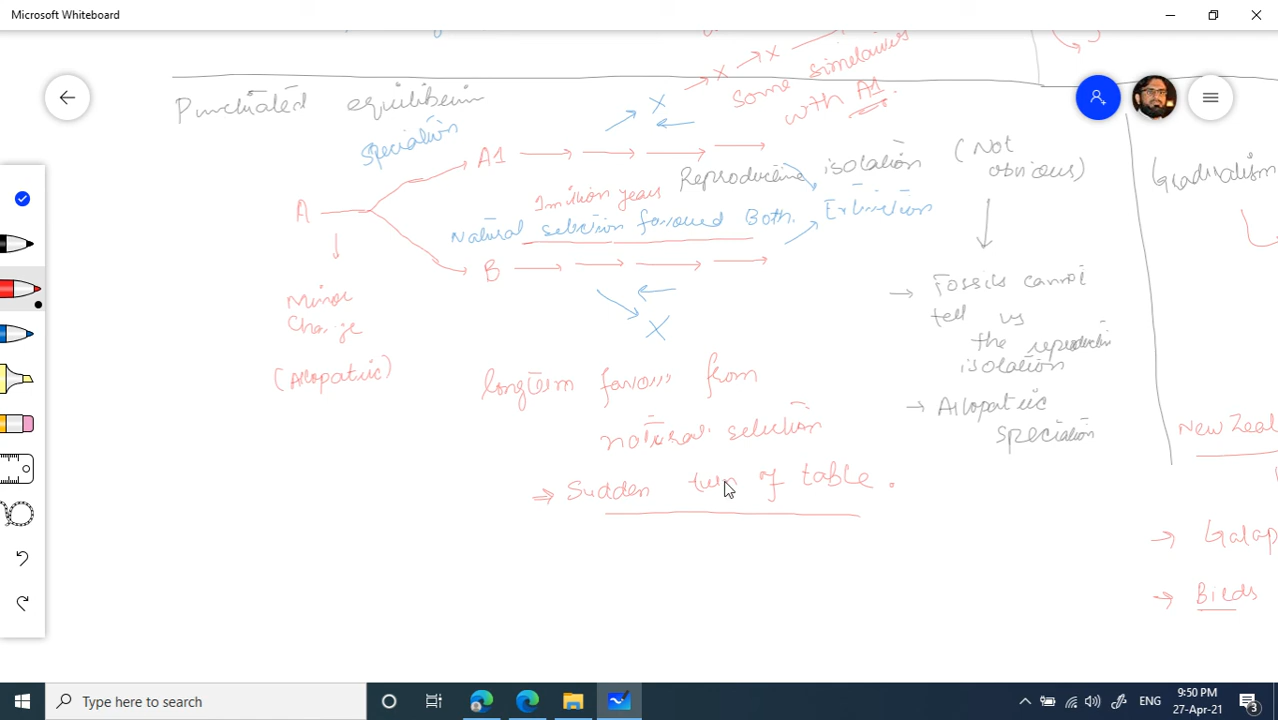 Microsoft Whiteboard
Some similarities
with A1.
Punctuated equilibrium
Speciation
X
X
X
A
A1
1 million years
Reproductive isolation
Natural selection favoured Both.
Extinction
B
X
Minor
Change
(Allopatric)
longterm favour from
natural selection
⇒ Sudden turn of table.
(Not
obvious)
→ Fossils cannot
tell us
the reproductive
isolation
→ Allopatric
speciation
Gradualism
New Zeal
→ Galap
→ Birds
Type here to search
ENG
9:50 PM
27-Apr-21
3